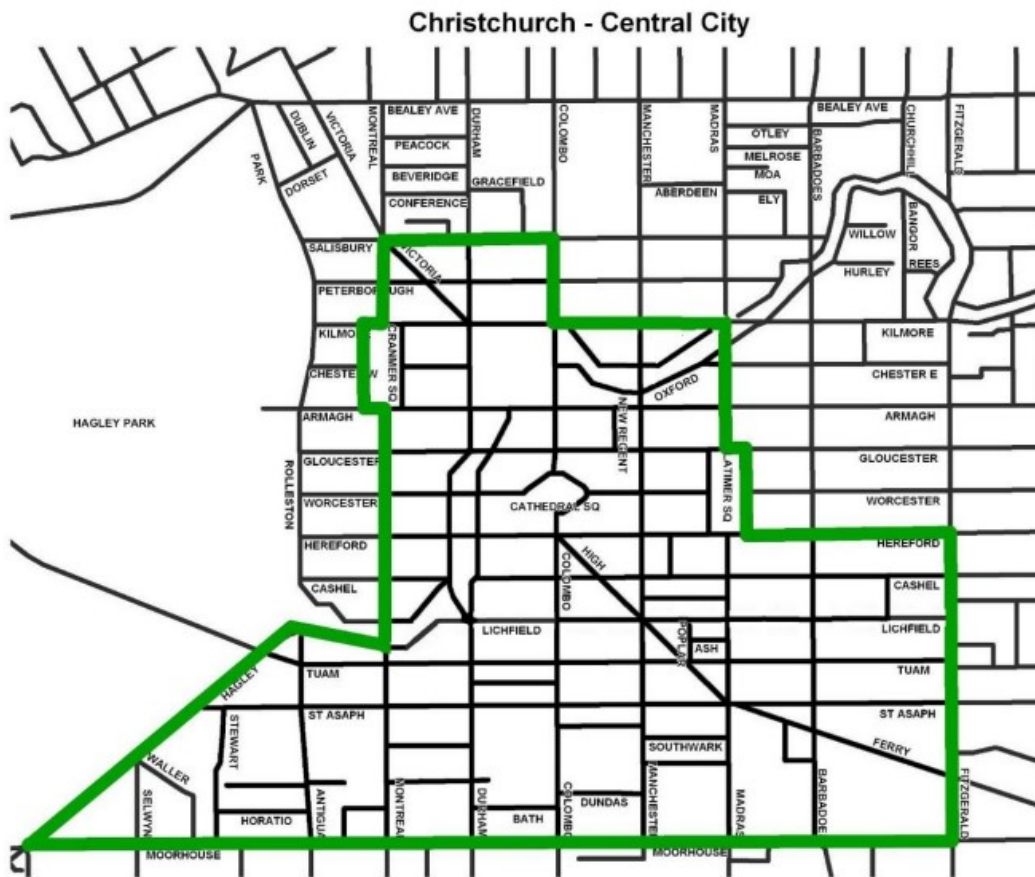 Christchurch - Central City
BEALEY AVE
BEALEY AVE
MONTREAL
DURHAM
COLOMBO
MANCHESTER
MADRAS
BARBADOES
CHURCHHILL
FITZGERALD
DUBLIN
VICTORIA
PARK
DORSET
PEACOCK
BEVERIDGE
GRACEFIELD
CONFERENCE
OTLEY
MELROSE
MOA
ABERDEEN
ELY
WILLOW
BANGOR
HURLEY
REES
SALISBURY
VICTORIA
PETERBOROUGH
KILMORE
CRANMER SQ
KILMORE
CHESTER W
OXFORD
CHESTER E
HAGLEY PARK
ARMAGH
NEW REGENT
ARMAGH
ROLLESTON
GLOUCESTER
LATIMER SQ
GLOUCESTER
WORCESTER
CATHEDRAL SQ
WORCESTER
HEREFORD
HIGH
HEREFORD
CASHEL
COLOMBO
CASHEL
LICHFIELD
POPLAR
ASH
LICHFIELD
HAGLEY
TUAM
TUAM
ST ASAPH
ST ASAPH
STEWART
WALLER
SOUTHWARK
FERRY
SELWYN
ANTIGUA
MONTREAL
DURHAM
COLOMBO
DUNDAS
MANCHESTER
MADRAS
BARBADOE
FITZGERALD
HORATIO
BATH
MOORHOUSE
MOORHOUSE